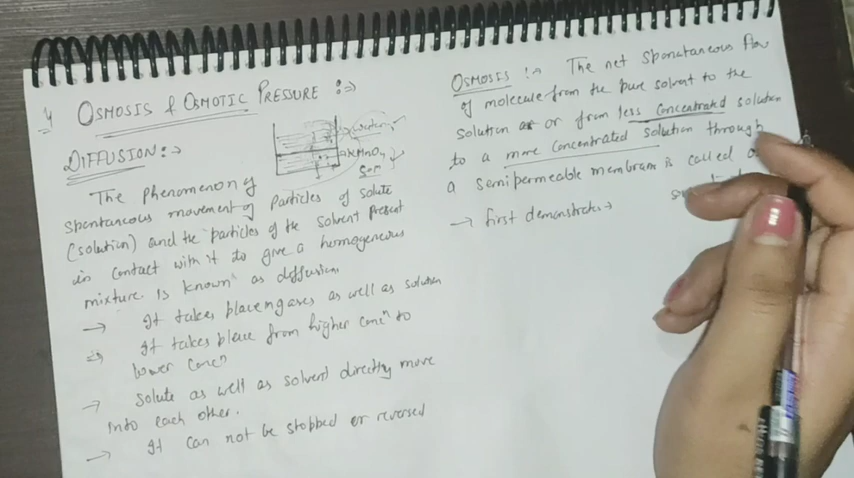 4 OSMOSIS & OSMOTIC PRESSURE :→
DIFFUSION :→
water
KMnO4
Soln
The Phenomenon of
spontaneous movement of particles of solute
(solution) and the particles of the solvent present
in contact with it to give a homogeneous
mixture is known as diffusion
→ It takes place in gases as well as solution
→ It takes place from higher concn to
lower concn
→ Solute as well as solvent directly move
into each other.
→ It can not be stopped or reversed
OSMOSIS :→ The net spontaneous flow
of molecule from the pure solvent to the
solution or from less concentrated solution
to a more concentrated solution through
a semipermeable membrane is called
→ first demonstrate